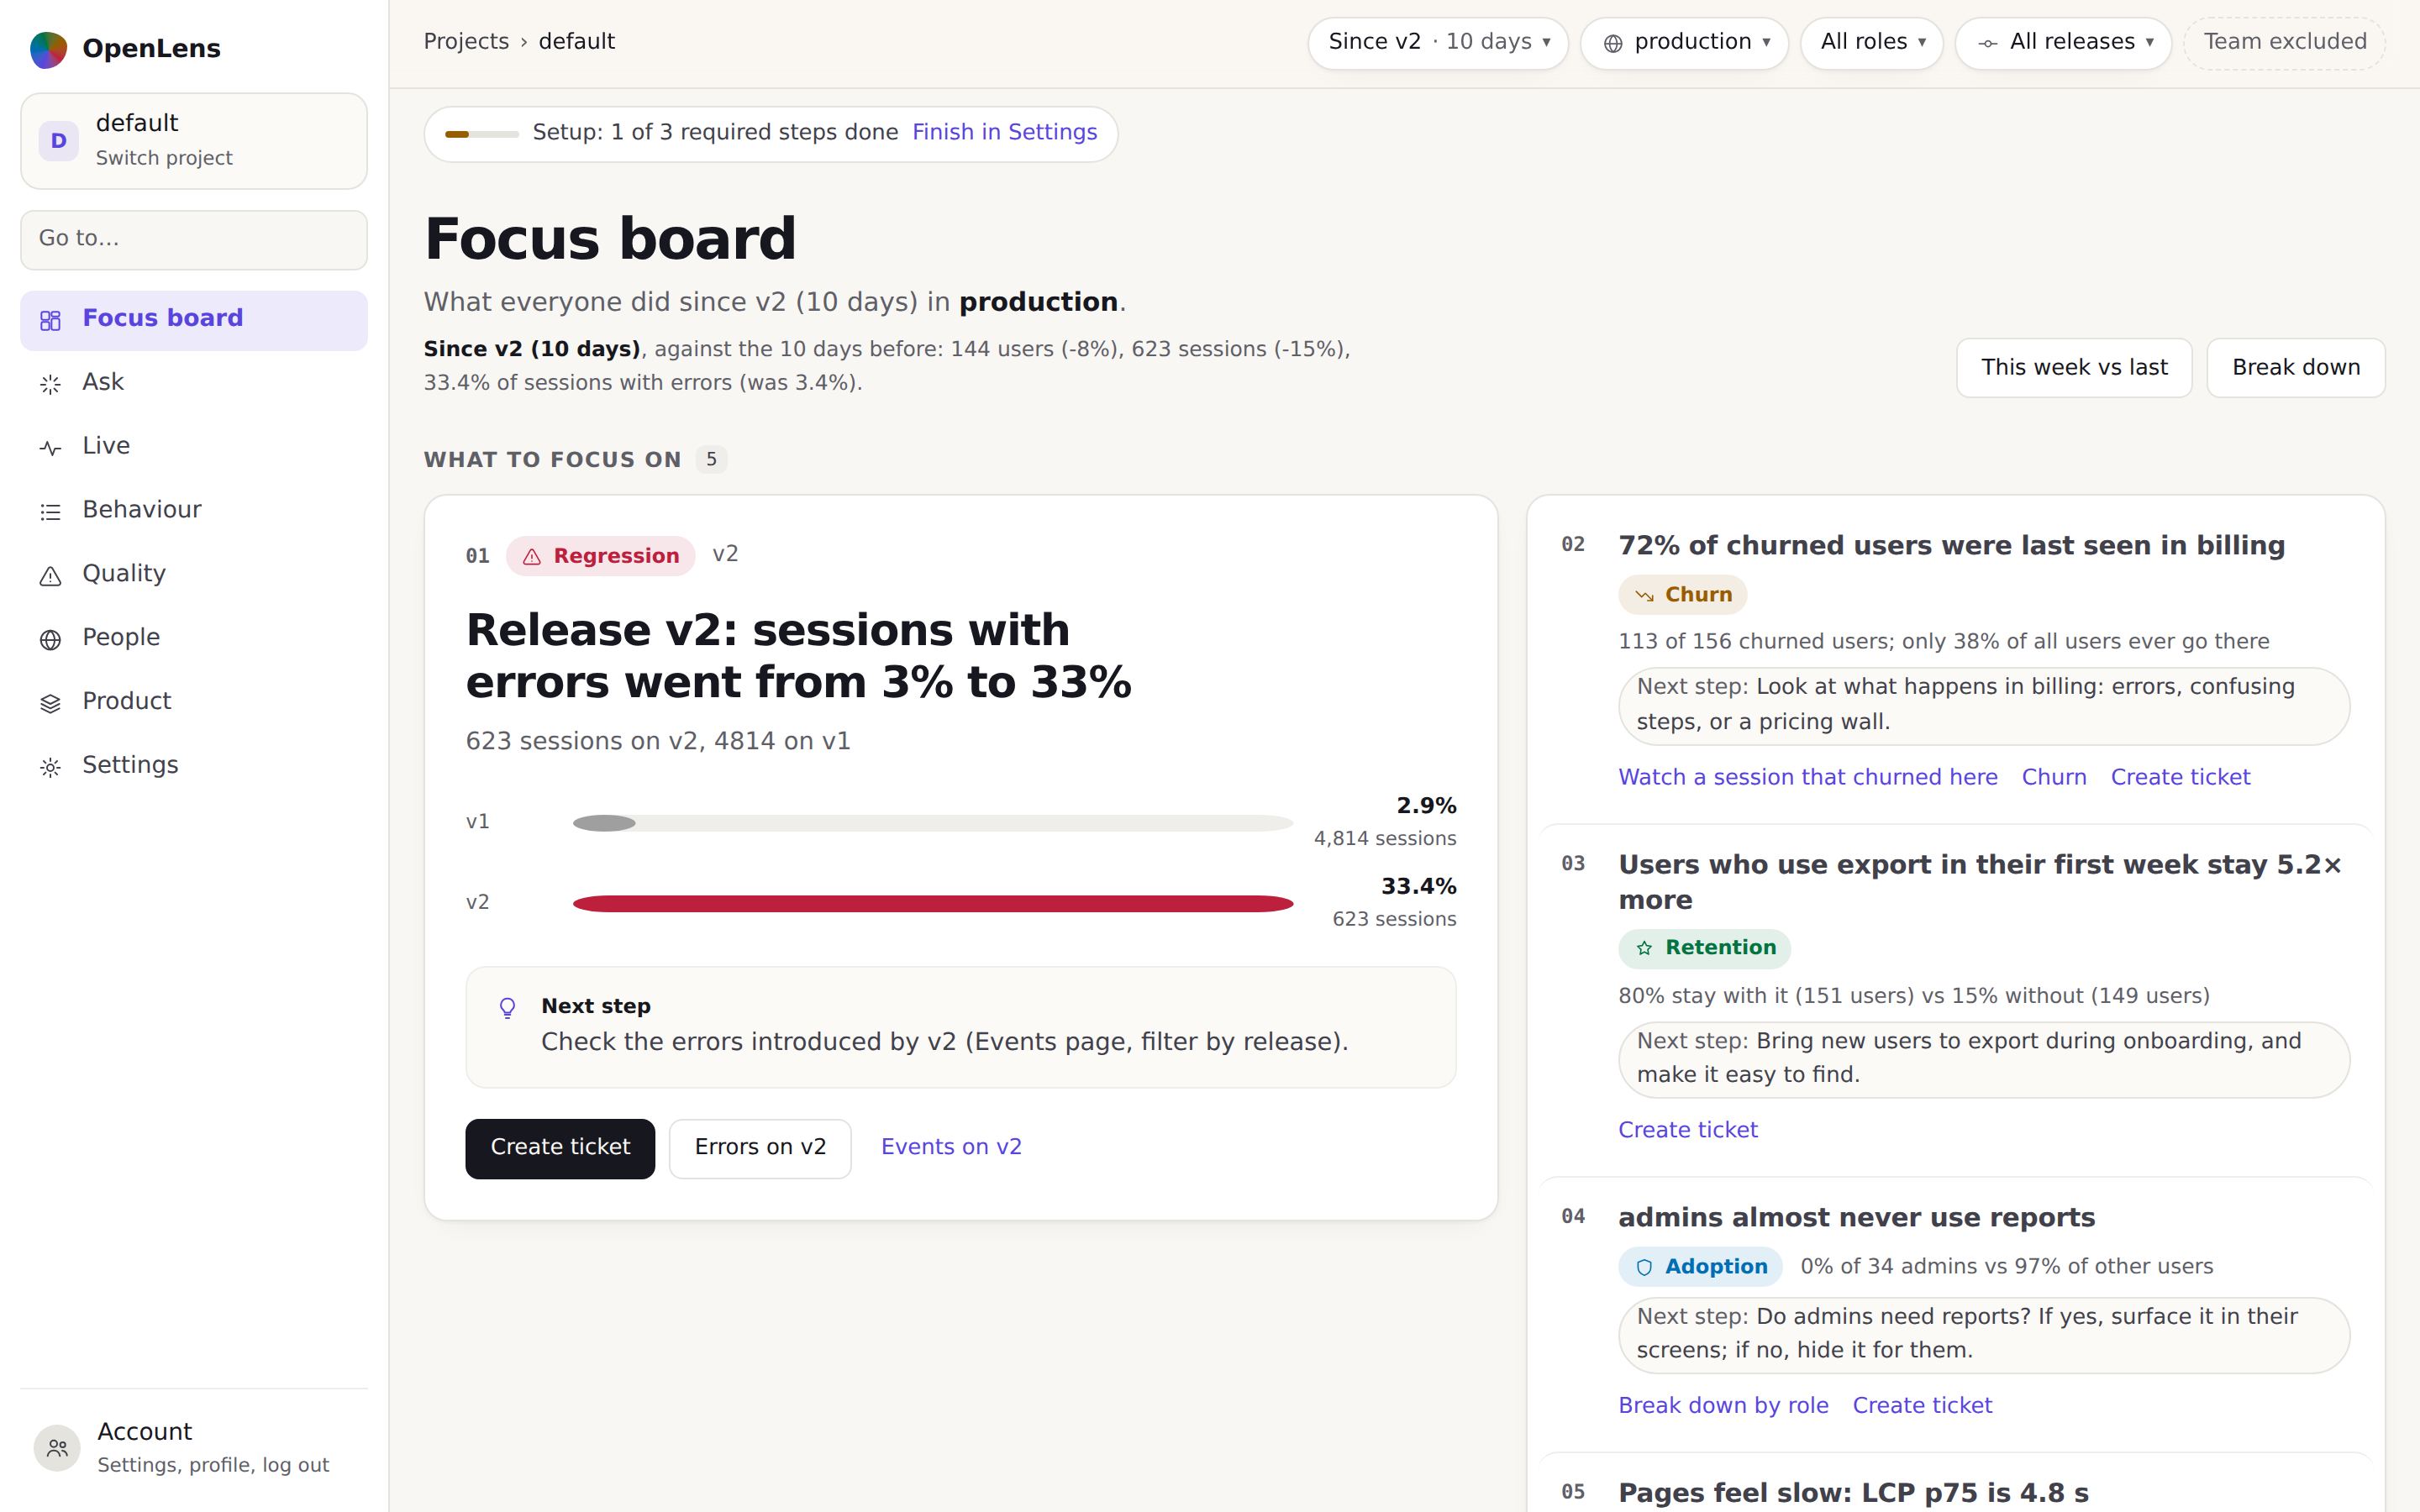 OpenLens
D
default
Switch project
Go to...
Focus board
Ask
Live
Behaviour
Quality
People
Product
Settings
Account
Settings, profile, log out
Projects › default
Since v2 · 10 days ▾
production ▾
All roles ▾
All releases ▾
Team excluded
Setup: 1 of 3 required steps done Finish in Settings
Focus board
What everyone did since v2 (10 days) in production.
Since v2 (10 days), against the 10 days before: 144 users (-8%), 623 sessions (-15%),
33.4% of sessions with errors (was 3.4%).
This week vs last
Break down
WHAT TO FOCUS ON 5
01 Regression v2
Release v2: sessions with
errors went from 3% to 33%
623 sessions on v2, 4814 on v1
v1
2.9%
4,814 sessions
v2
33.4%
623 sessions
Next step
Check the errors introduced by v2 (Events page, filter by release).
Create ticket
Errors on v2
Events on v2
02 72% of churned users were last seen in billing
Churn
113 of 156 churned users; only 38% of all users ever go there
Next step: Look at what happens in billing: errors, confusing
steps, or a pricing wall.
Watch a session that churned here Churn Create ticket
03 Users who use export in their first week stay 5.2×
more
Retention
80% stay with it (151 users) vs 15% without (149 users)
Next step: Bring new users to export during onboarding, and
make it easy to find.
Create ticket
04 admins almost never use reports
Adoption 0% of 34 admins vs 97% of other users
Next step: Do admins need reports? If yes, surface it in their
screens; if no, hide it for them.
Break down by role Create ticket
05 Pages feel slow: LCP p75 is 4.8 s